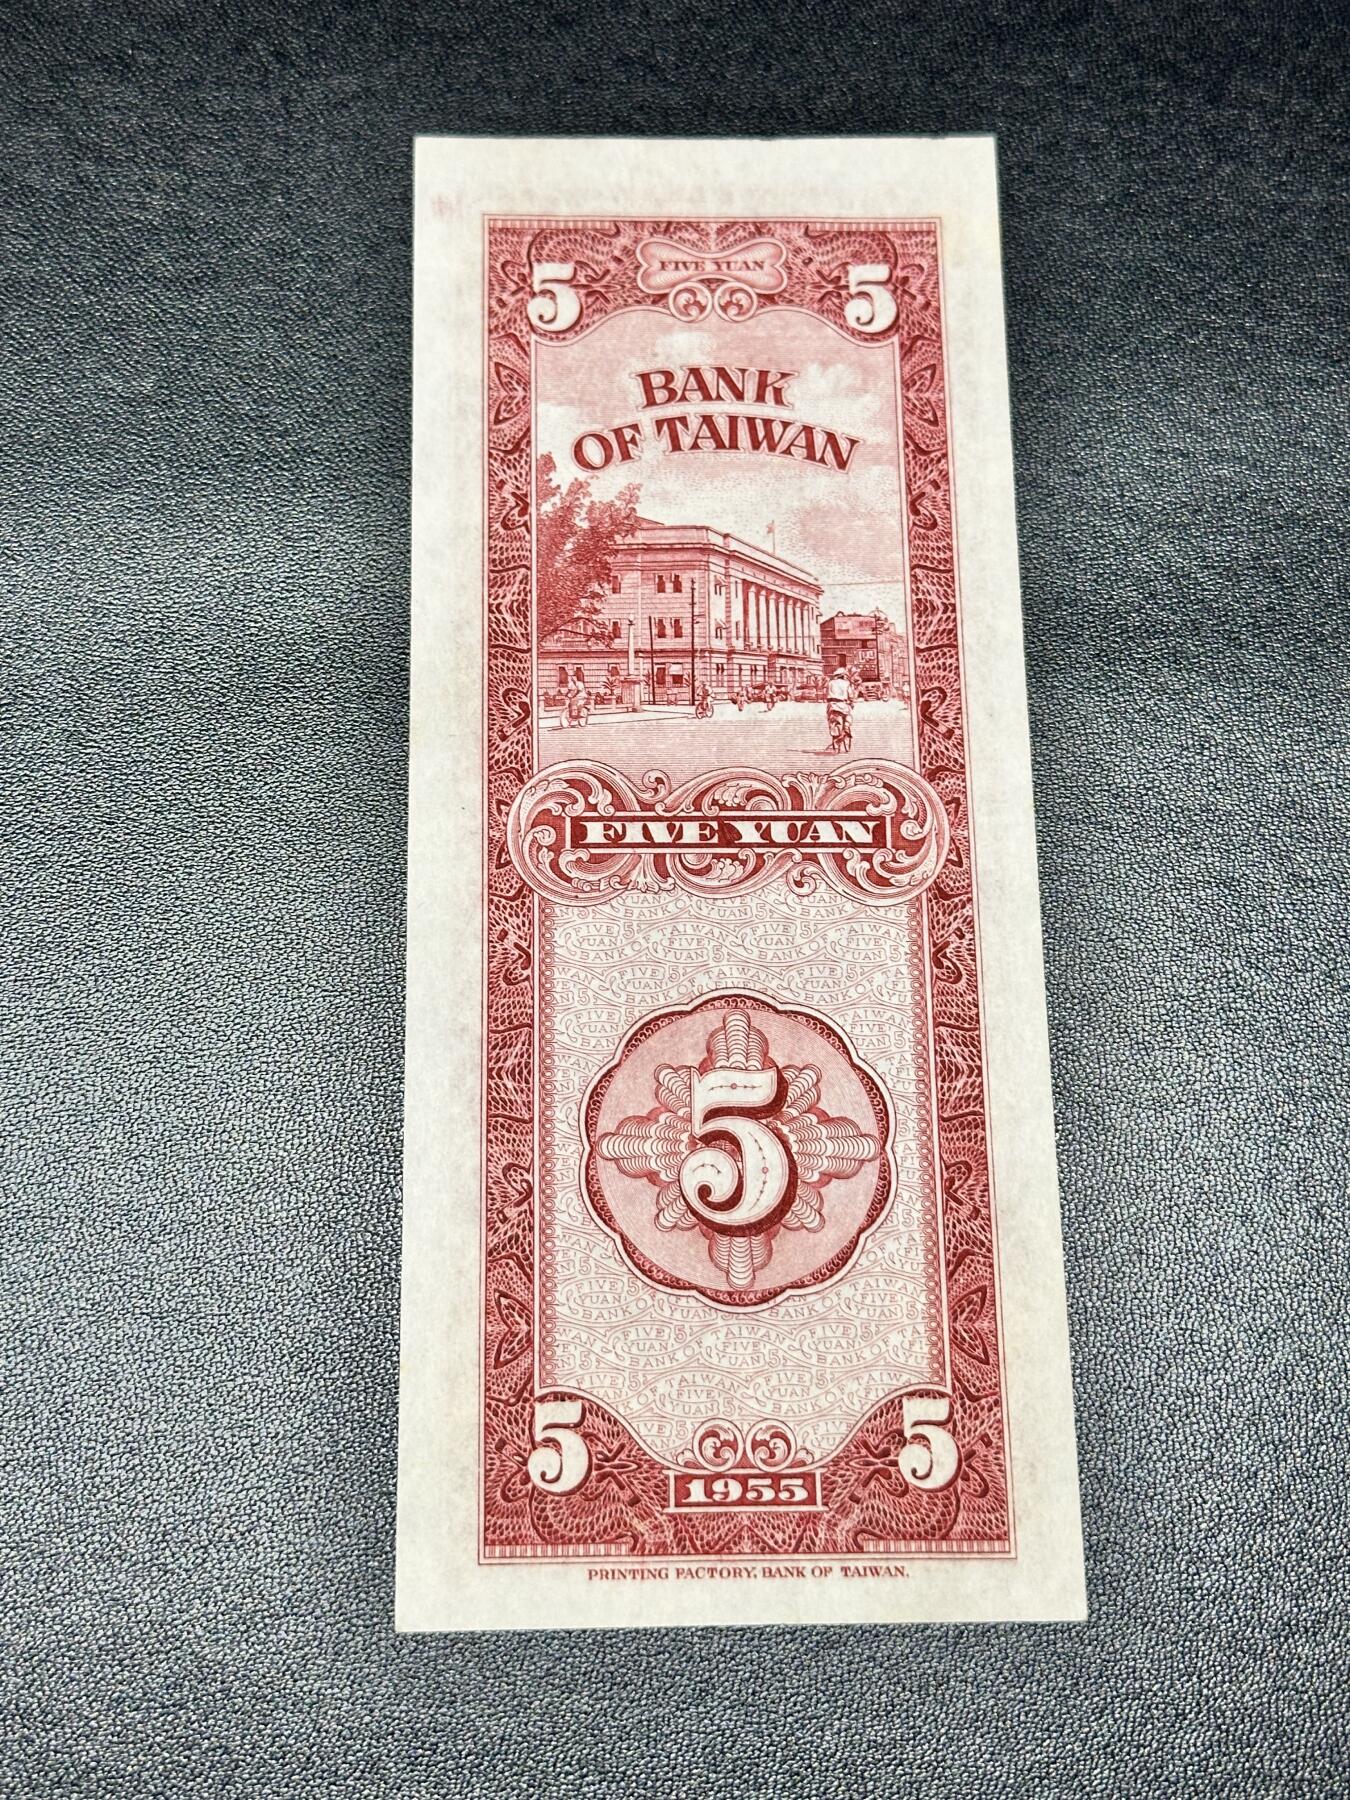 FIVE YUAN
5 5
BANK
OF TAIWAN
FIVE YUAN
5
5 5
1955
PRINTING FACTORY, BANK OF TAIWAN.